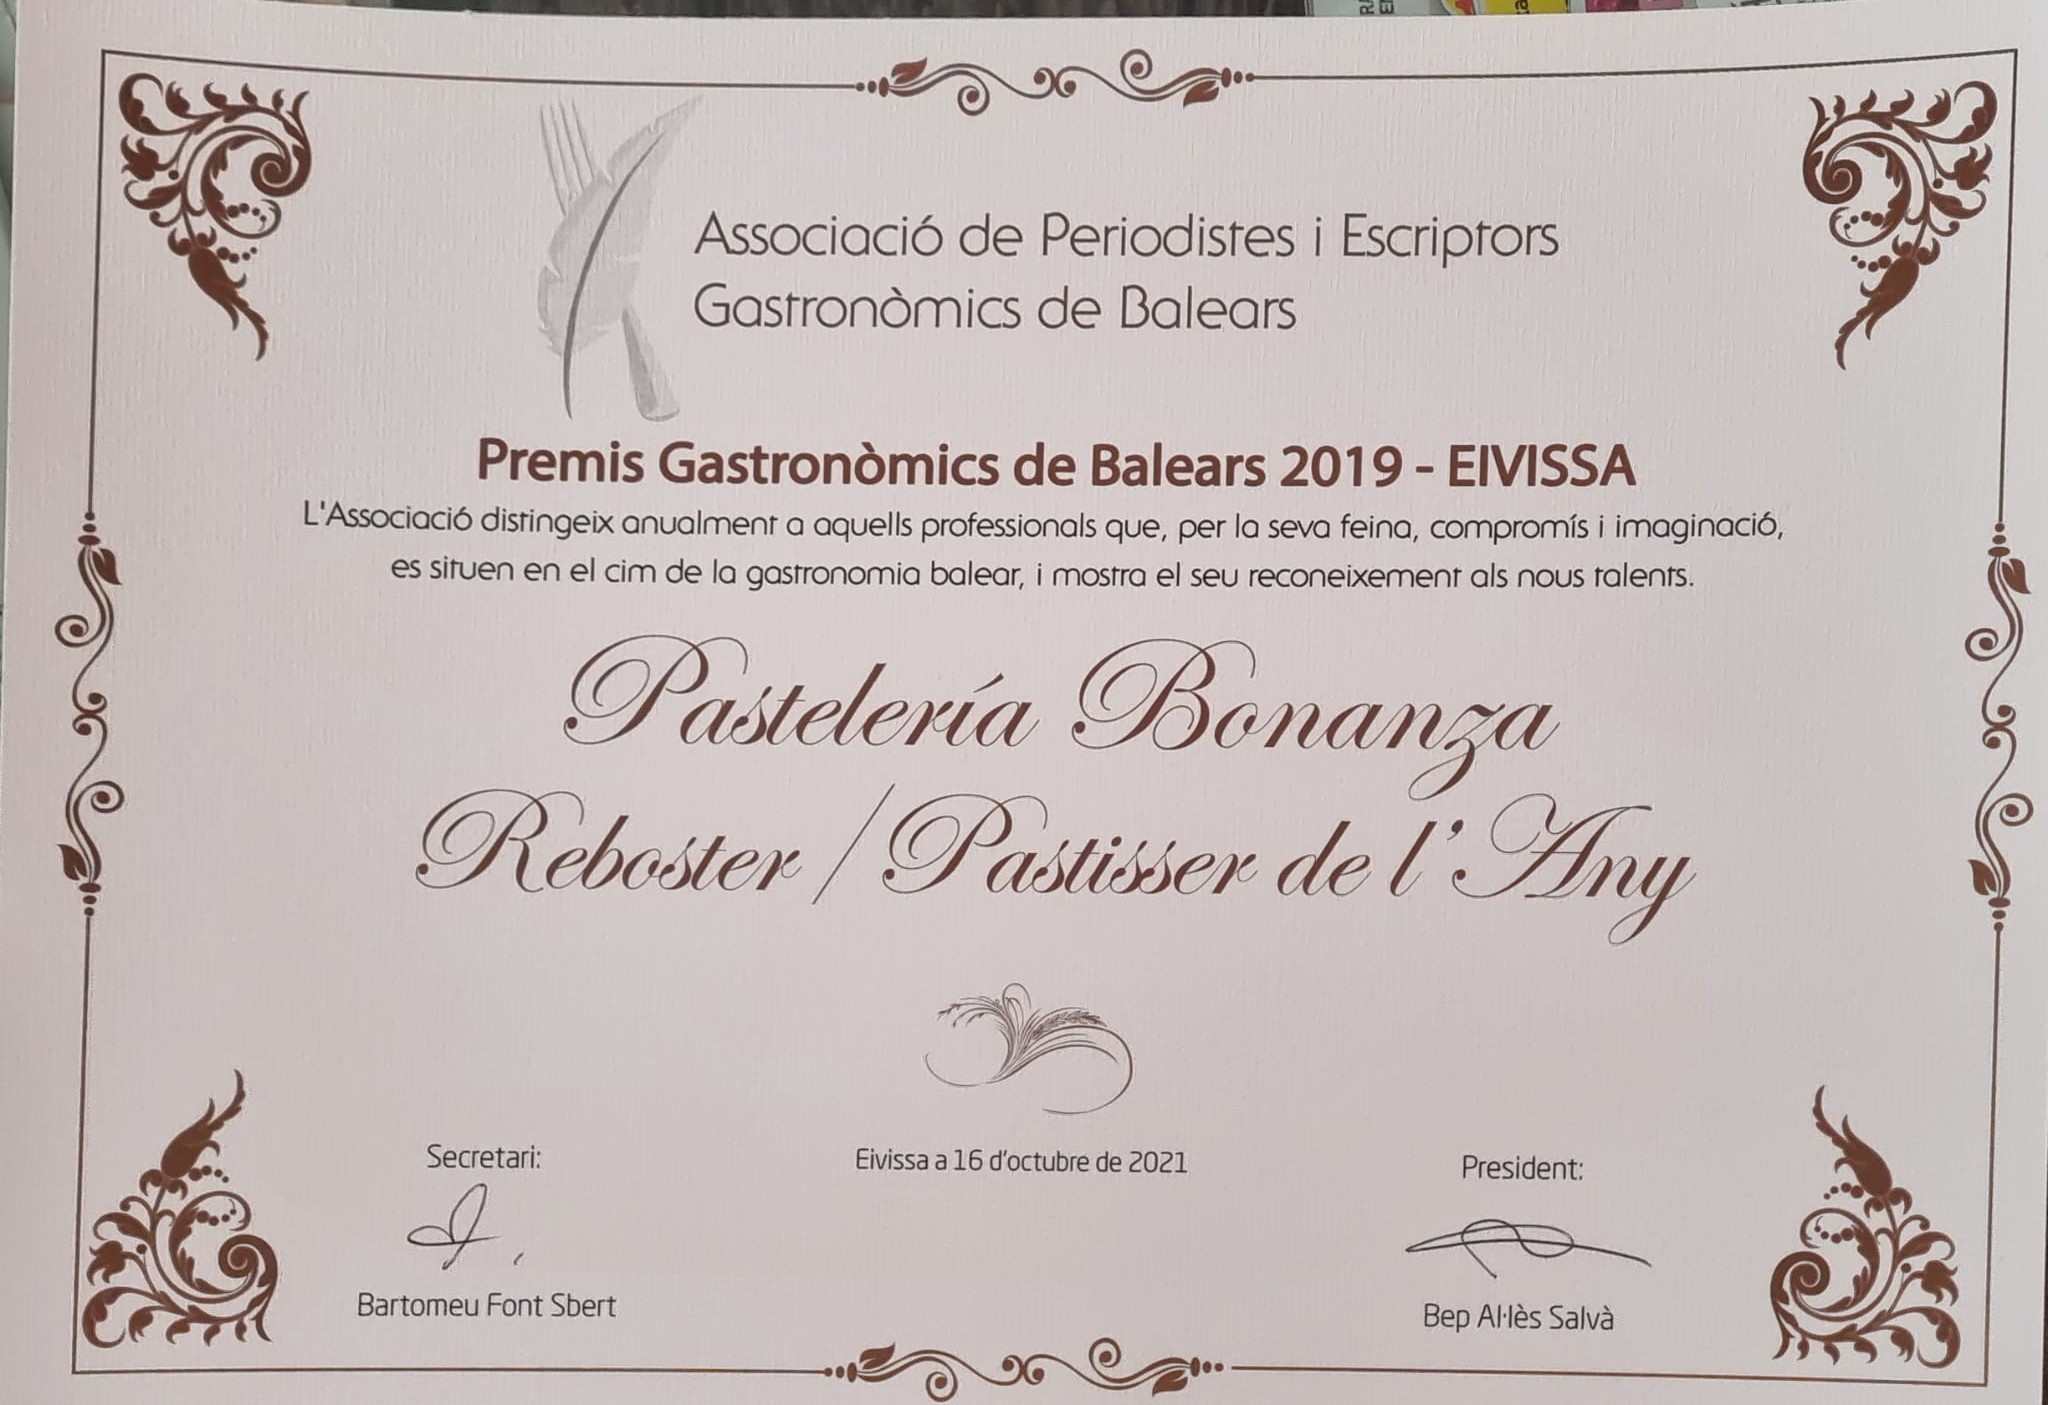 Associació de Periodistes i Escriptors
Gastronòmics de Balears
Premis Gastronòmics de Balears 2019 - EIVISSA
L'Associació distingeix anualment a aquells professionals que, per la seva feina, compromís i imaginació,
es situen en el cim de la gastronomia balear, i mostra el seu reconeixement als nous talents.
Pastelería Bonanza
Reboster / Pastisser de l'Any
Secretari:
Eivissa a 16 d'octubre de 2021
President:
Bartomeu Font Sbert
Bep Al·lès Salvà